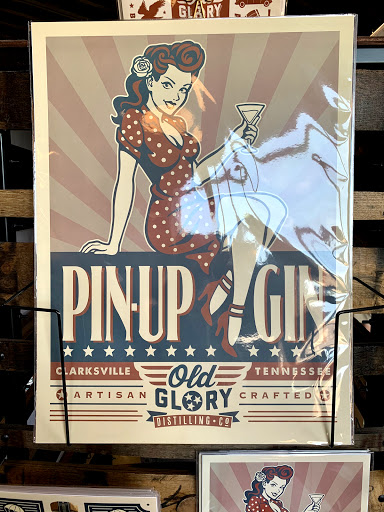 GLORY
PIN-UP GIN
CLARKSVILLE TENNESSEE
Old
ARTISAN CRAFTED
GLORY
DISTILLING • CO